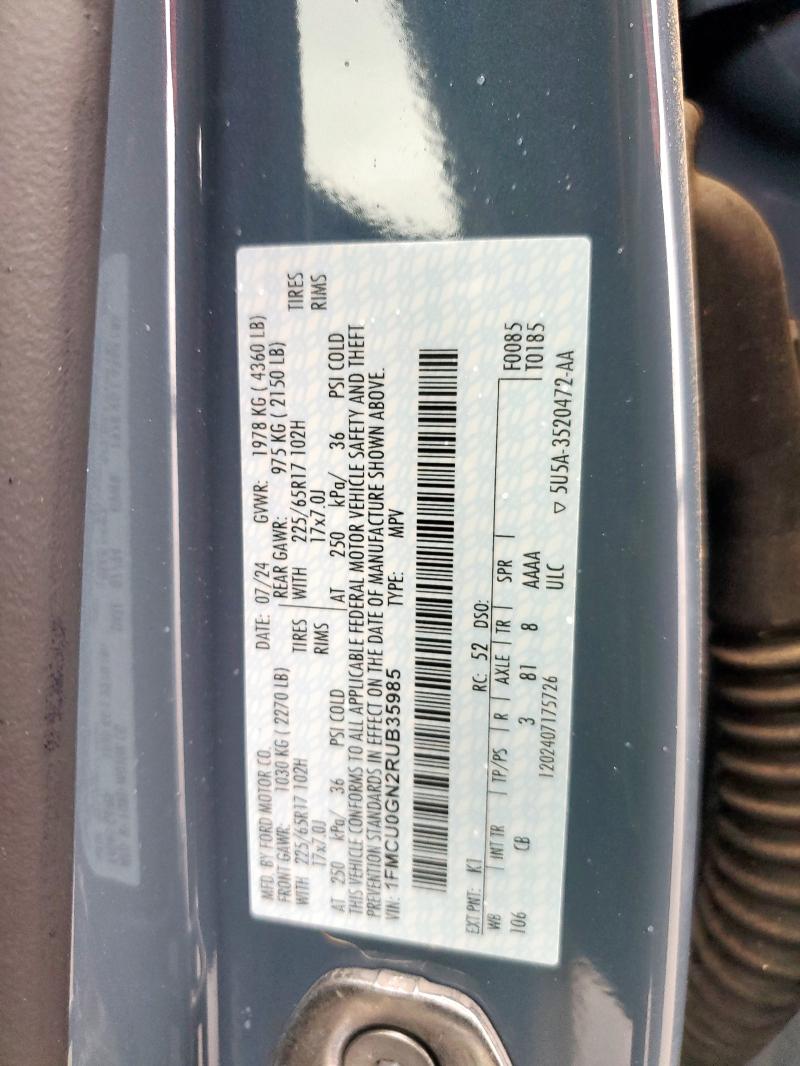 MFD. BY FORD MOTOR CO.
DATE: 07/24 GVWR: 1978 KG ( 4360 LB)
FRONT GAWR: 1030 KG ( 2270 LB) REAR GAWR: 975 KG ( 2150 LB)
WITH 225/65R17 102H TIRES WITH 225/65R17 102H TIRES
17x7.0J RIMS 17x7.0J RIMS
AT 250 kPa/ 36 PSI COLD AT 250 kPa/ 36 PSI COLD
THIS VEHICLE CONFORMS TO ALL APPLICABLE FEDERAL MOTOR VEHICLE SAFETY AND THEFT
PREVENTION STANDARDS IN EFFECT ON THE DATE OF MANUFACTURE SHOWN ABOVE.
VIN: 1FMCU0GN2RUB35985 TYPE: MPV
EXT PNT: K1 RC: 52 DSO:
WB INT TR TP/PS R AXLE TR SPR F0085
106 CB 3 81 8 AAAA T0185
ULC
1202407175726 ▽ 5U5A-3520472-AA